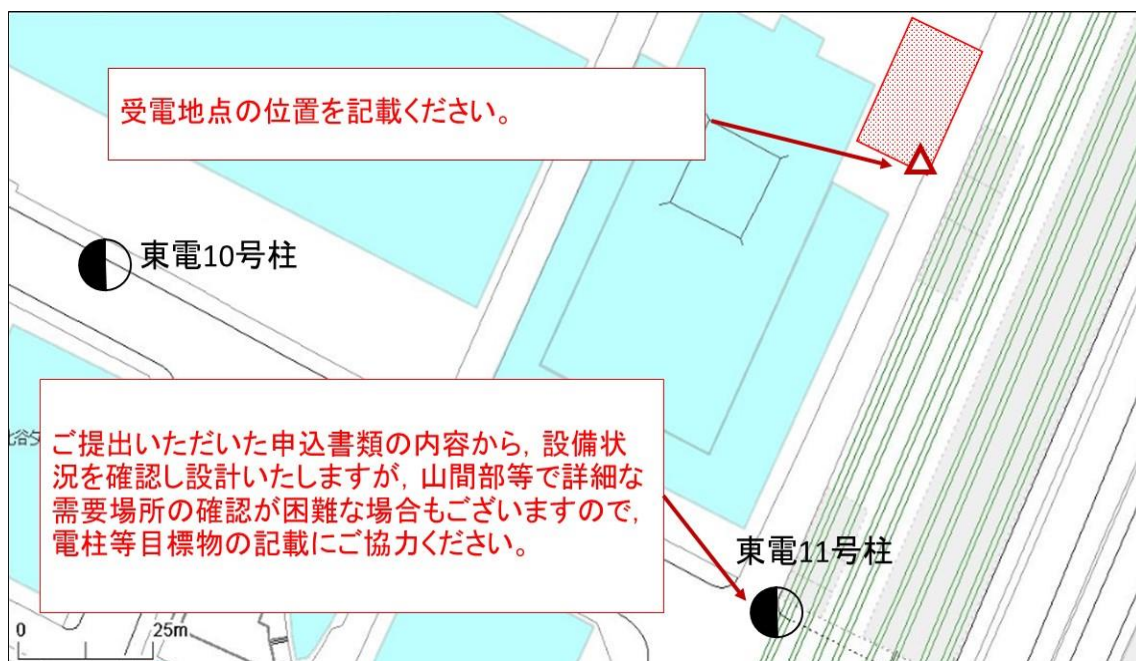 受電地点の位置を記載ください。
東電10号柱
ご提出いただいた申込書類の内容から, 設備状
況を確認し設計いたしますが, 山間部等で詳細な
需要場所の確認が困難な場合もございますので,
電柱等目標物の記載にご協力ください。
東電11号柱
0 25m